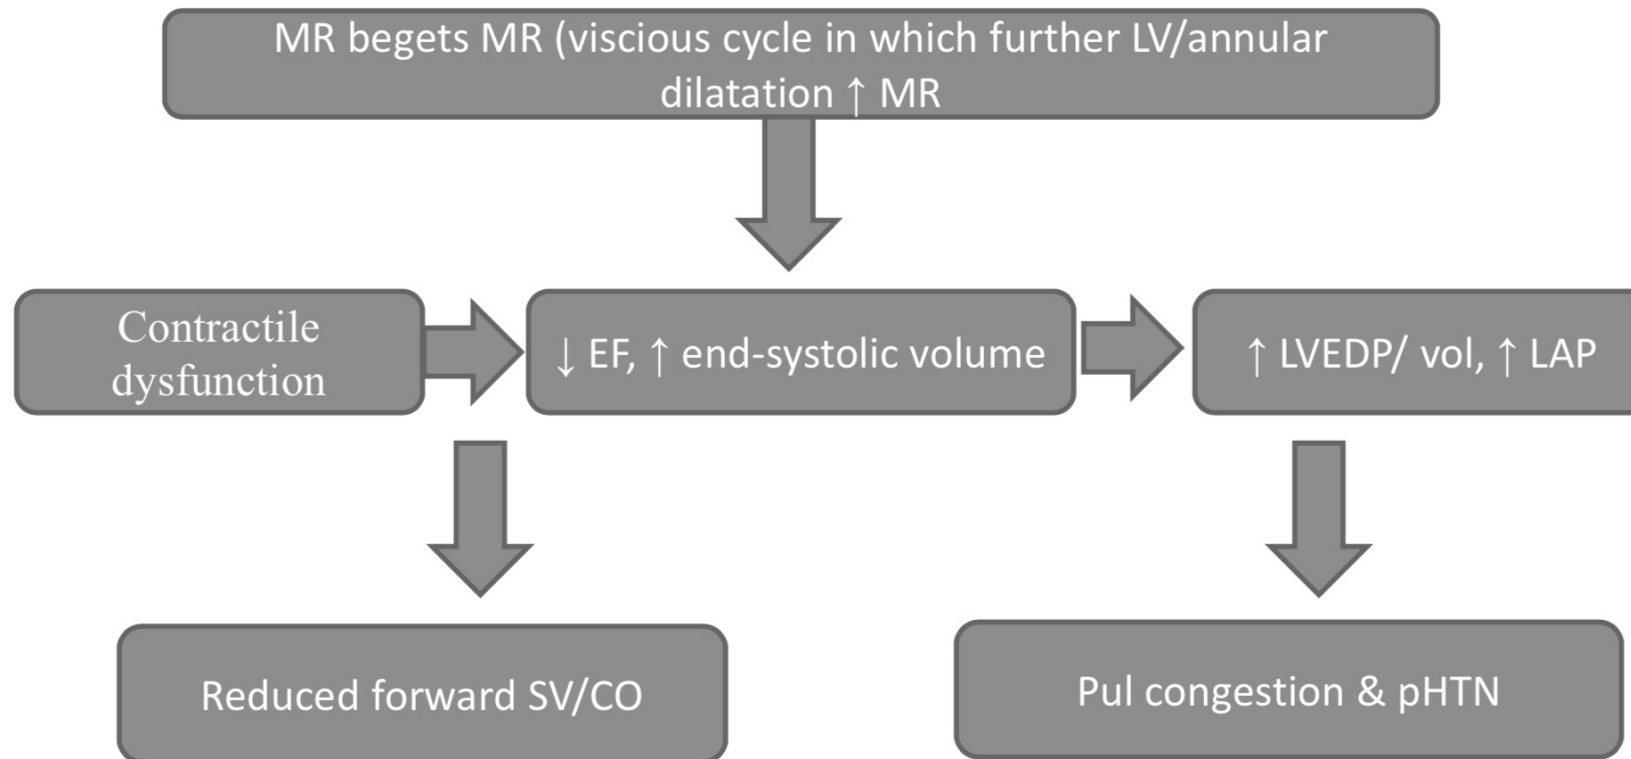 MR begets MR (viscious cycle in which further LV/annular
dilatation ↑ MR
Contractile
dysfunction
↓ EF, ↑ end-systolic volume
↑ LVEDP/ vol, ↑ LAP
Reduced forward SV/CO
Pul congestion & pHTN